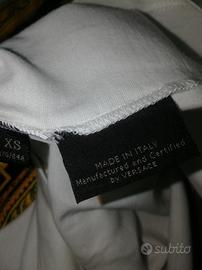 XS
MADE IN ITALY
Manufactured and Certified
by VERSACE
subito